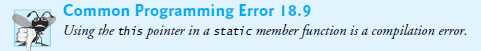 Common Programming Error 18.9
Using the this pointer in a static member function is a compilation error.